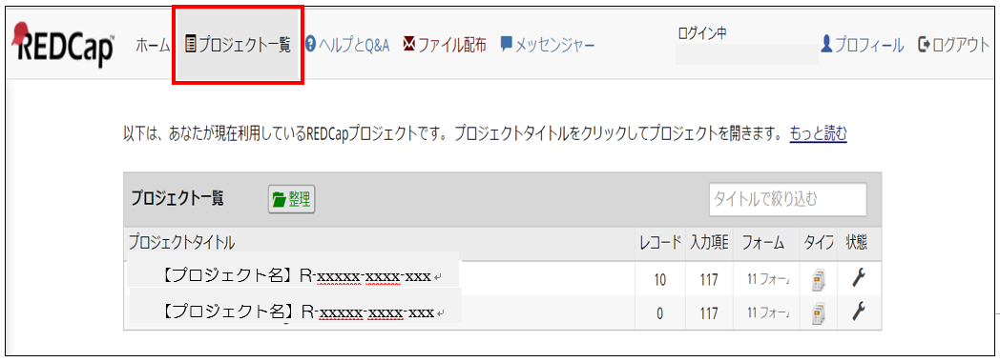 REDCap™ ホーム プロジェクト一覧 ヘルプとQ&A ファイル配布 メッセンジャー ログイン中 プロフィール ログアウト
以下は、あなたが現在利用しているREDCapプロジェクトです。プロジェクトタイトルをクリックしてプロジェクトを開きます。もっと読む
プロジェクト一覧 整理 タイトルで絞り込む
プロジェクトタイトル レコード 入力項目 フォーム タイプ 状態
【プロジェクト名】R-xxxxx-xxxx-xxx 10 117 11 フォーム
【プロジェクト名】R-xxxxx-xxxx-xxx 0 117 11 フォーム